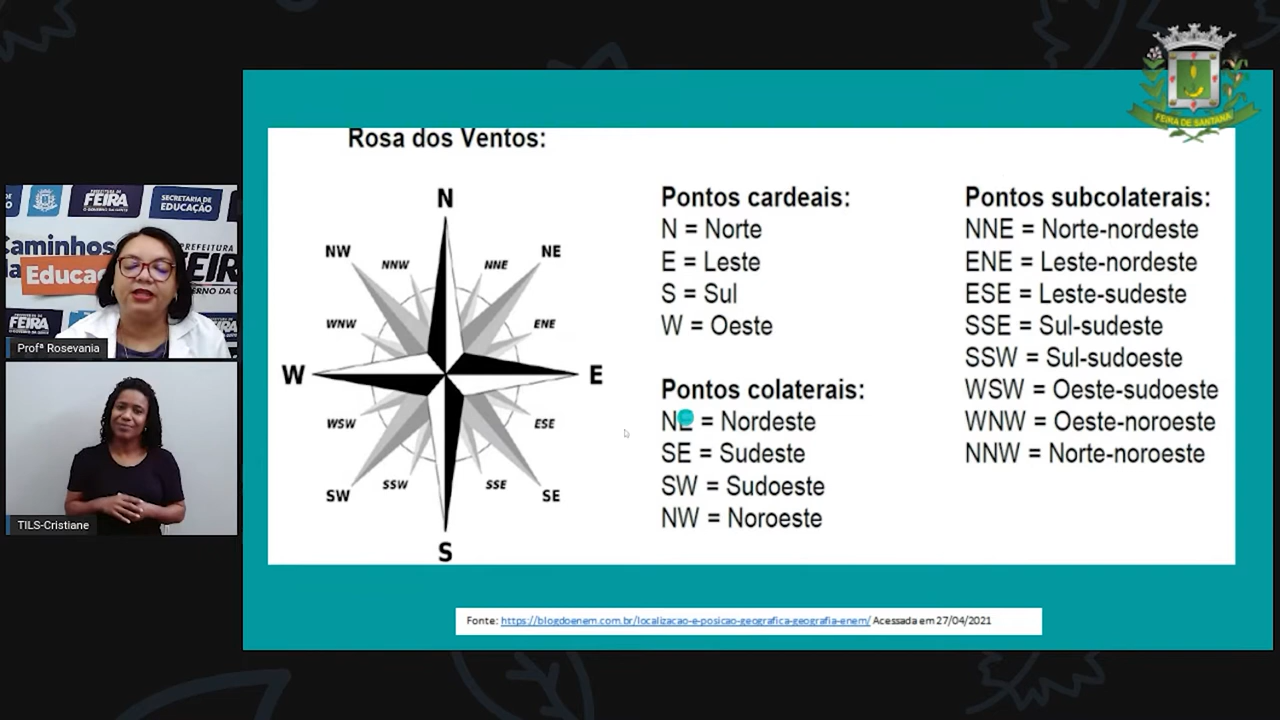 FEIRA DE SANTANA
Rosa dos Ventos:
N
NW
NE
NNW
NNE
WNW
ENE
W
E
WSW
ESE
SSW
SSE
SW
SE
S
Pontos cardeais:
N = Norte
E = Leste
S = Sul
W = Oeste
Pontos colaterais:
NE = Nordeste
SE = Sudeste
SW = Sudoeste
NW = Noroeste
Pontos subcolaterais:
NNE = Norte-nordeste
ENE = Leste-nordeste
ESE = Leste-sudeste
SSE = Sul-sudeste
SSW = Sul-sudoeste
WSW = Oeste-sudoeste
WNW = Oeste-noroeste
NNW = Norte-noroeste
Fonte: https://blogdoenem.com.br/localizacao-e-posicao-geografica-geografia-enem/ Acessada em 27/04/2021
FEIRA
SECRETARIA DE
EDUCAÇÃO
Caminhos
PREFEITURA
Educa
EIR
FEIRA
Profª Rosevania
TILS-Cristiane